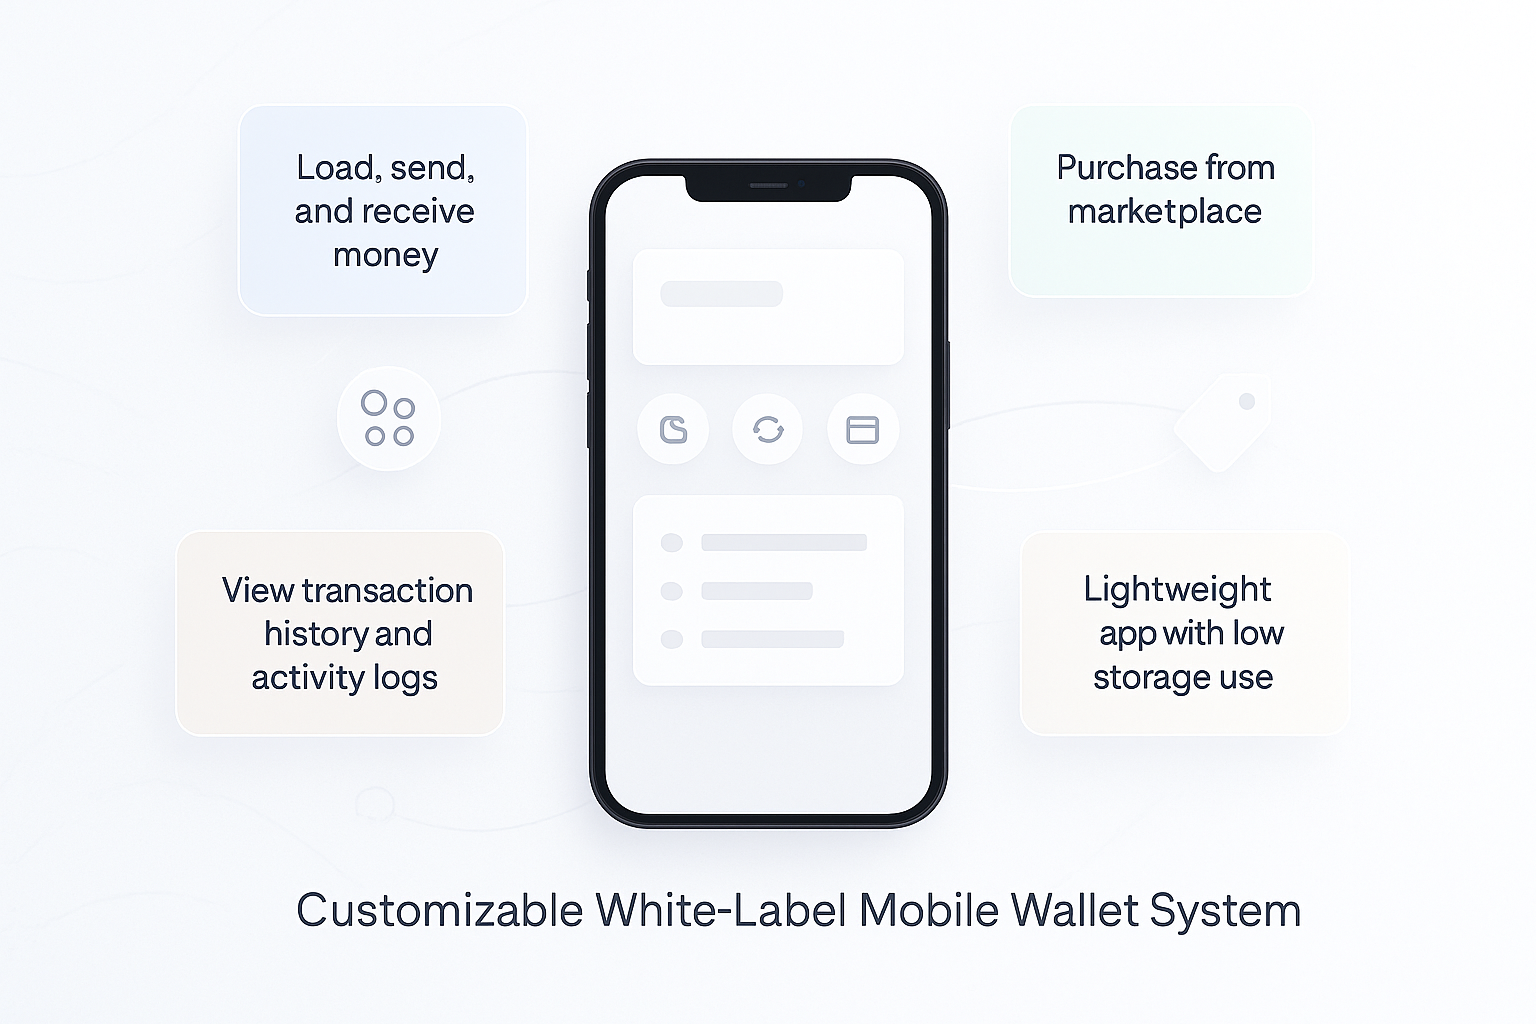 Load, send,
and receive
money
Purchase from
marketplace
View transaction
history and
activity logs
Lightweight
app with low
storage use
Customizable White-Label Mobile Wallet System